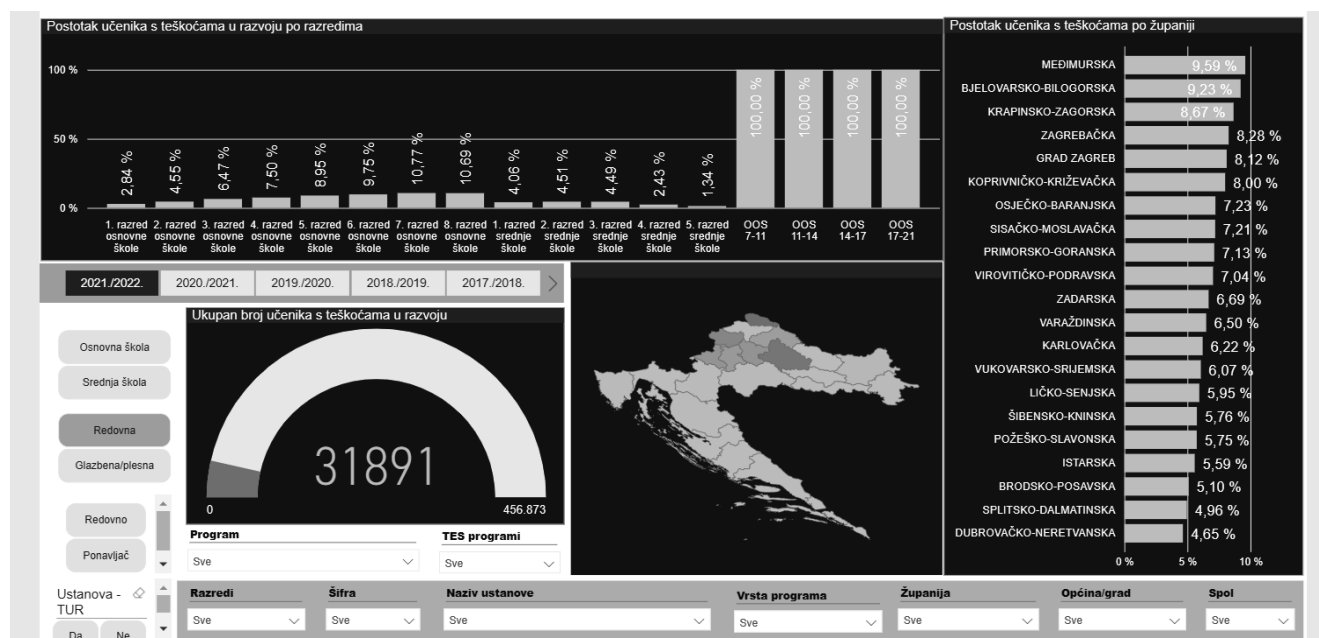 Postotak učenika s teškoćama u razvoju po razredima
100 %
50 %
0 %
2,84 %
4,55 %
6,47 %
7,50 %
8,95 %
9,75 %
10,77 %
10,69 %
4,06 %
4,51 %
4,49 %
2,43 %
1,34 %
100,00 %
100,00 %
100,00 %
100,00 %
1. razred osnovne škole
2. razred osnovne škole
3. razred osnovne škole
4. razred osnovne škole
5. razred osnovne škole
6. razred osnovne škole
7. razred osnovne škole
8. razred osnovne škole
1. razred srednje škole
2. razred srednje škole
3. razred srednje škole
4. razred srednje škole
5. razred srednje škole
OOS 7-11
OOS 11-14
OOS 14-17
OOS 17-21
Postotak učenika s teškoćama po županiji
MEĐIMURSKA 9,59 %
BJELOVARSKO-BILOGORSKA 9,23 %
KRAPINSKO-ZAGORSKA 8,67 %
ZAGREBAČKA 8,28 %
GRAD ZAGREB 8,12 %
KOPRIVNIČKO-KRIŽEVAČKA 8,00 %
OSJEČKO-BARANJSKA 7,23 %
SISAČKO-MOSLAVAČKA 7,21 %
PRIMORSKO-GORANSKA 7,13 %
VIROVITIČKO-PODRAVSKA 7,04 %
ZADARSKA 6,69 %
VARAŽDINSKA 6,50 %
KARLOVAČKA 6,22 %
VUKOVARSKO-SRIJEMSKA 6,07 %
LIČKO-SENJSKA 5,95 %
ŠIBENSKO-KNINSKA 5,76 %
POŽEŠKO-SLAVONSKA 5,75 %
ISTARSKA 5,59 %
BRODSKO-POSAVSKA 5,10 %
SPLITSKO-DALMATINSKA 4,96 %
DUBROVAČKO-NERETVANSKA 4,65 %
0 % 5 % 10 %
2021./2022. 2020./2021. 2019./2020. 2018./2019. 2017./2018.
Osnovna škola
Srednja škola
Redovna
Glazbena/plesna
Redovno
Ponavljač
Ukupan broj učenika s teškoćama u razvoju
31891
0 456.873
Program
Sve
TES programi
Sve
Ustanova -
TUR
Da Ne
Razredi
Sve
Šifra
Sve
Naziv ustanove
Sve
Vrsta programa
Sve
Županija
Sve
Općina/grad
Sve
Spol
Sve